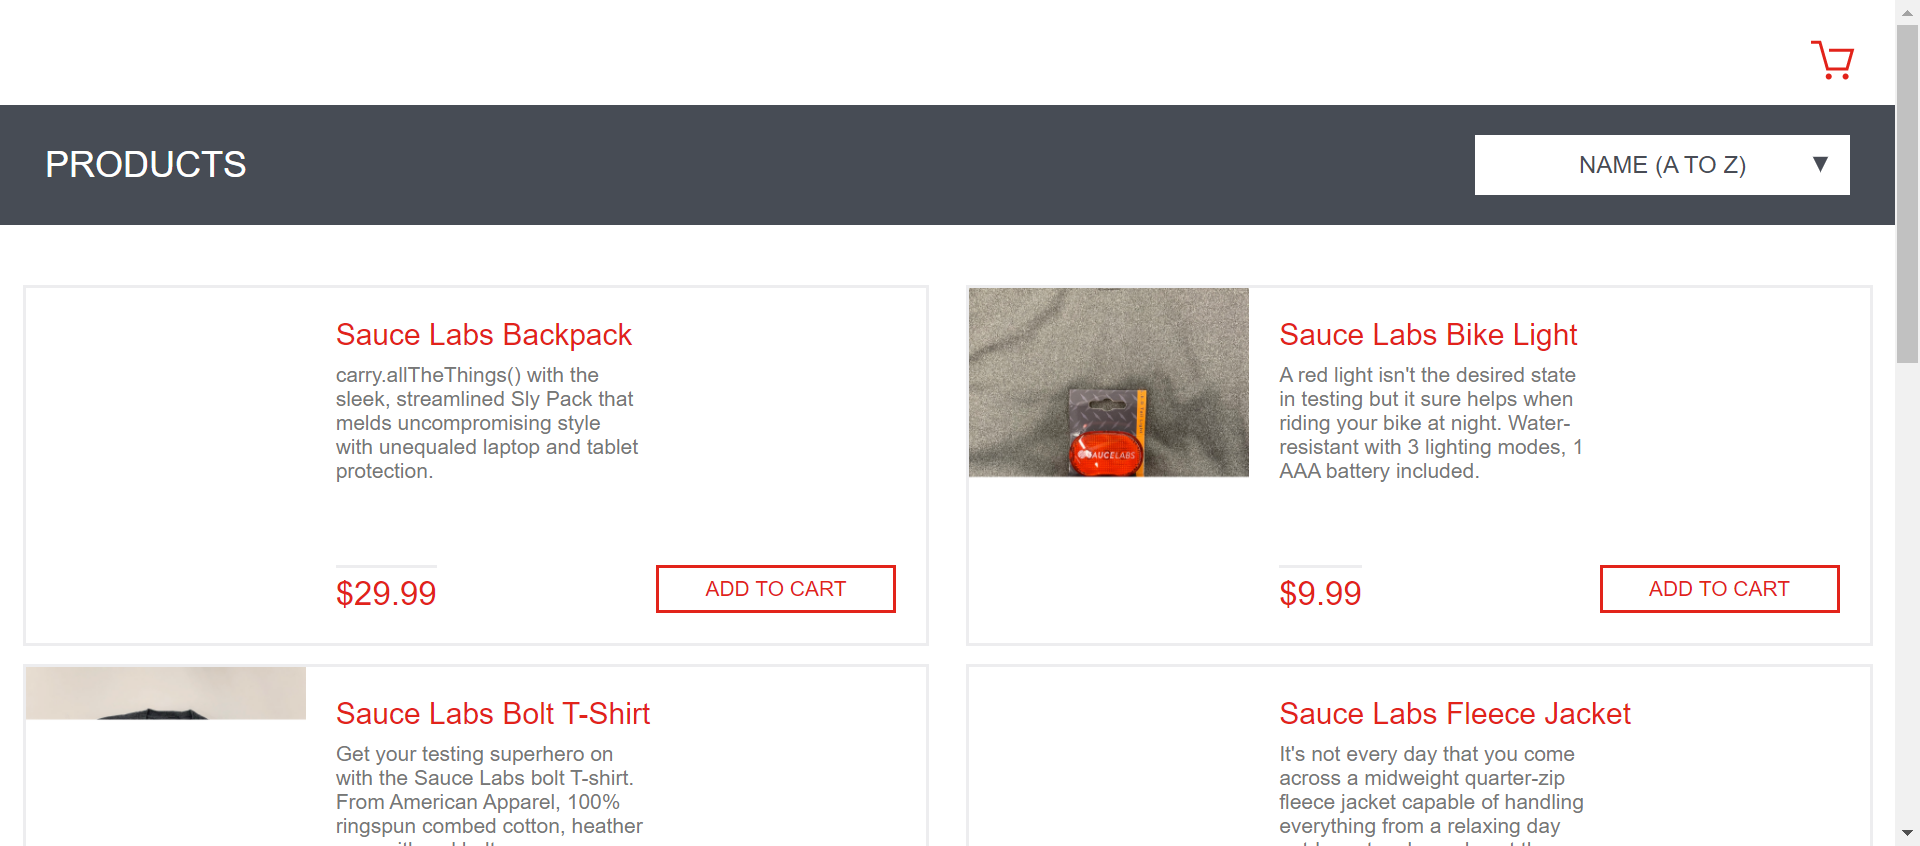 PRODUCTS
NAME (A TO Z)
Sauce Labs Backpack
carry.allTheThings() with the
sleek, streamlined Sly Pack that
melds uncompromising style
with unequaled laptop and tablet
protection.
$29.99
ADD TO CART
SAUCELABS
Sauce Labs Bike Light
A red light isn't the desired state
in testing but it sure helps when
riding your bike at night. Water-
resistant with 3 lighting modes, 1
AAA battery included.
$9.99
ADD TO CART
Sauce Labs Bolt T-Shirt
Get your testing superhero on
with the Sauce Labs bolt T-shirt.
From American Apparel, 100%
ringspun combed cotton, heather
Sauce Labs Fleece Jacket
It's not every day that you come
across a midweight quarter-zip
fleece jacket capable of handling
everything from a relaxing day